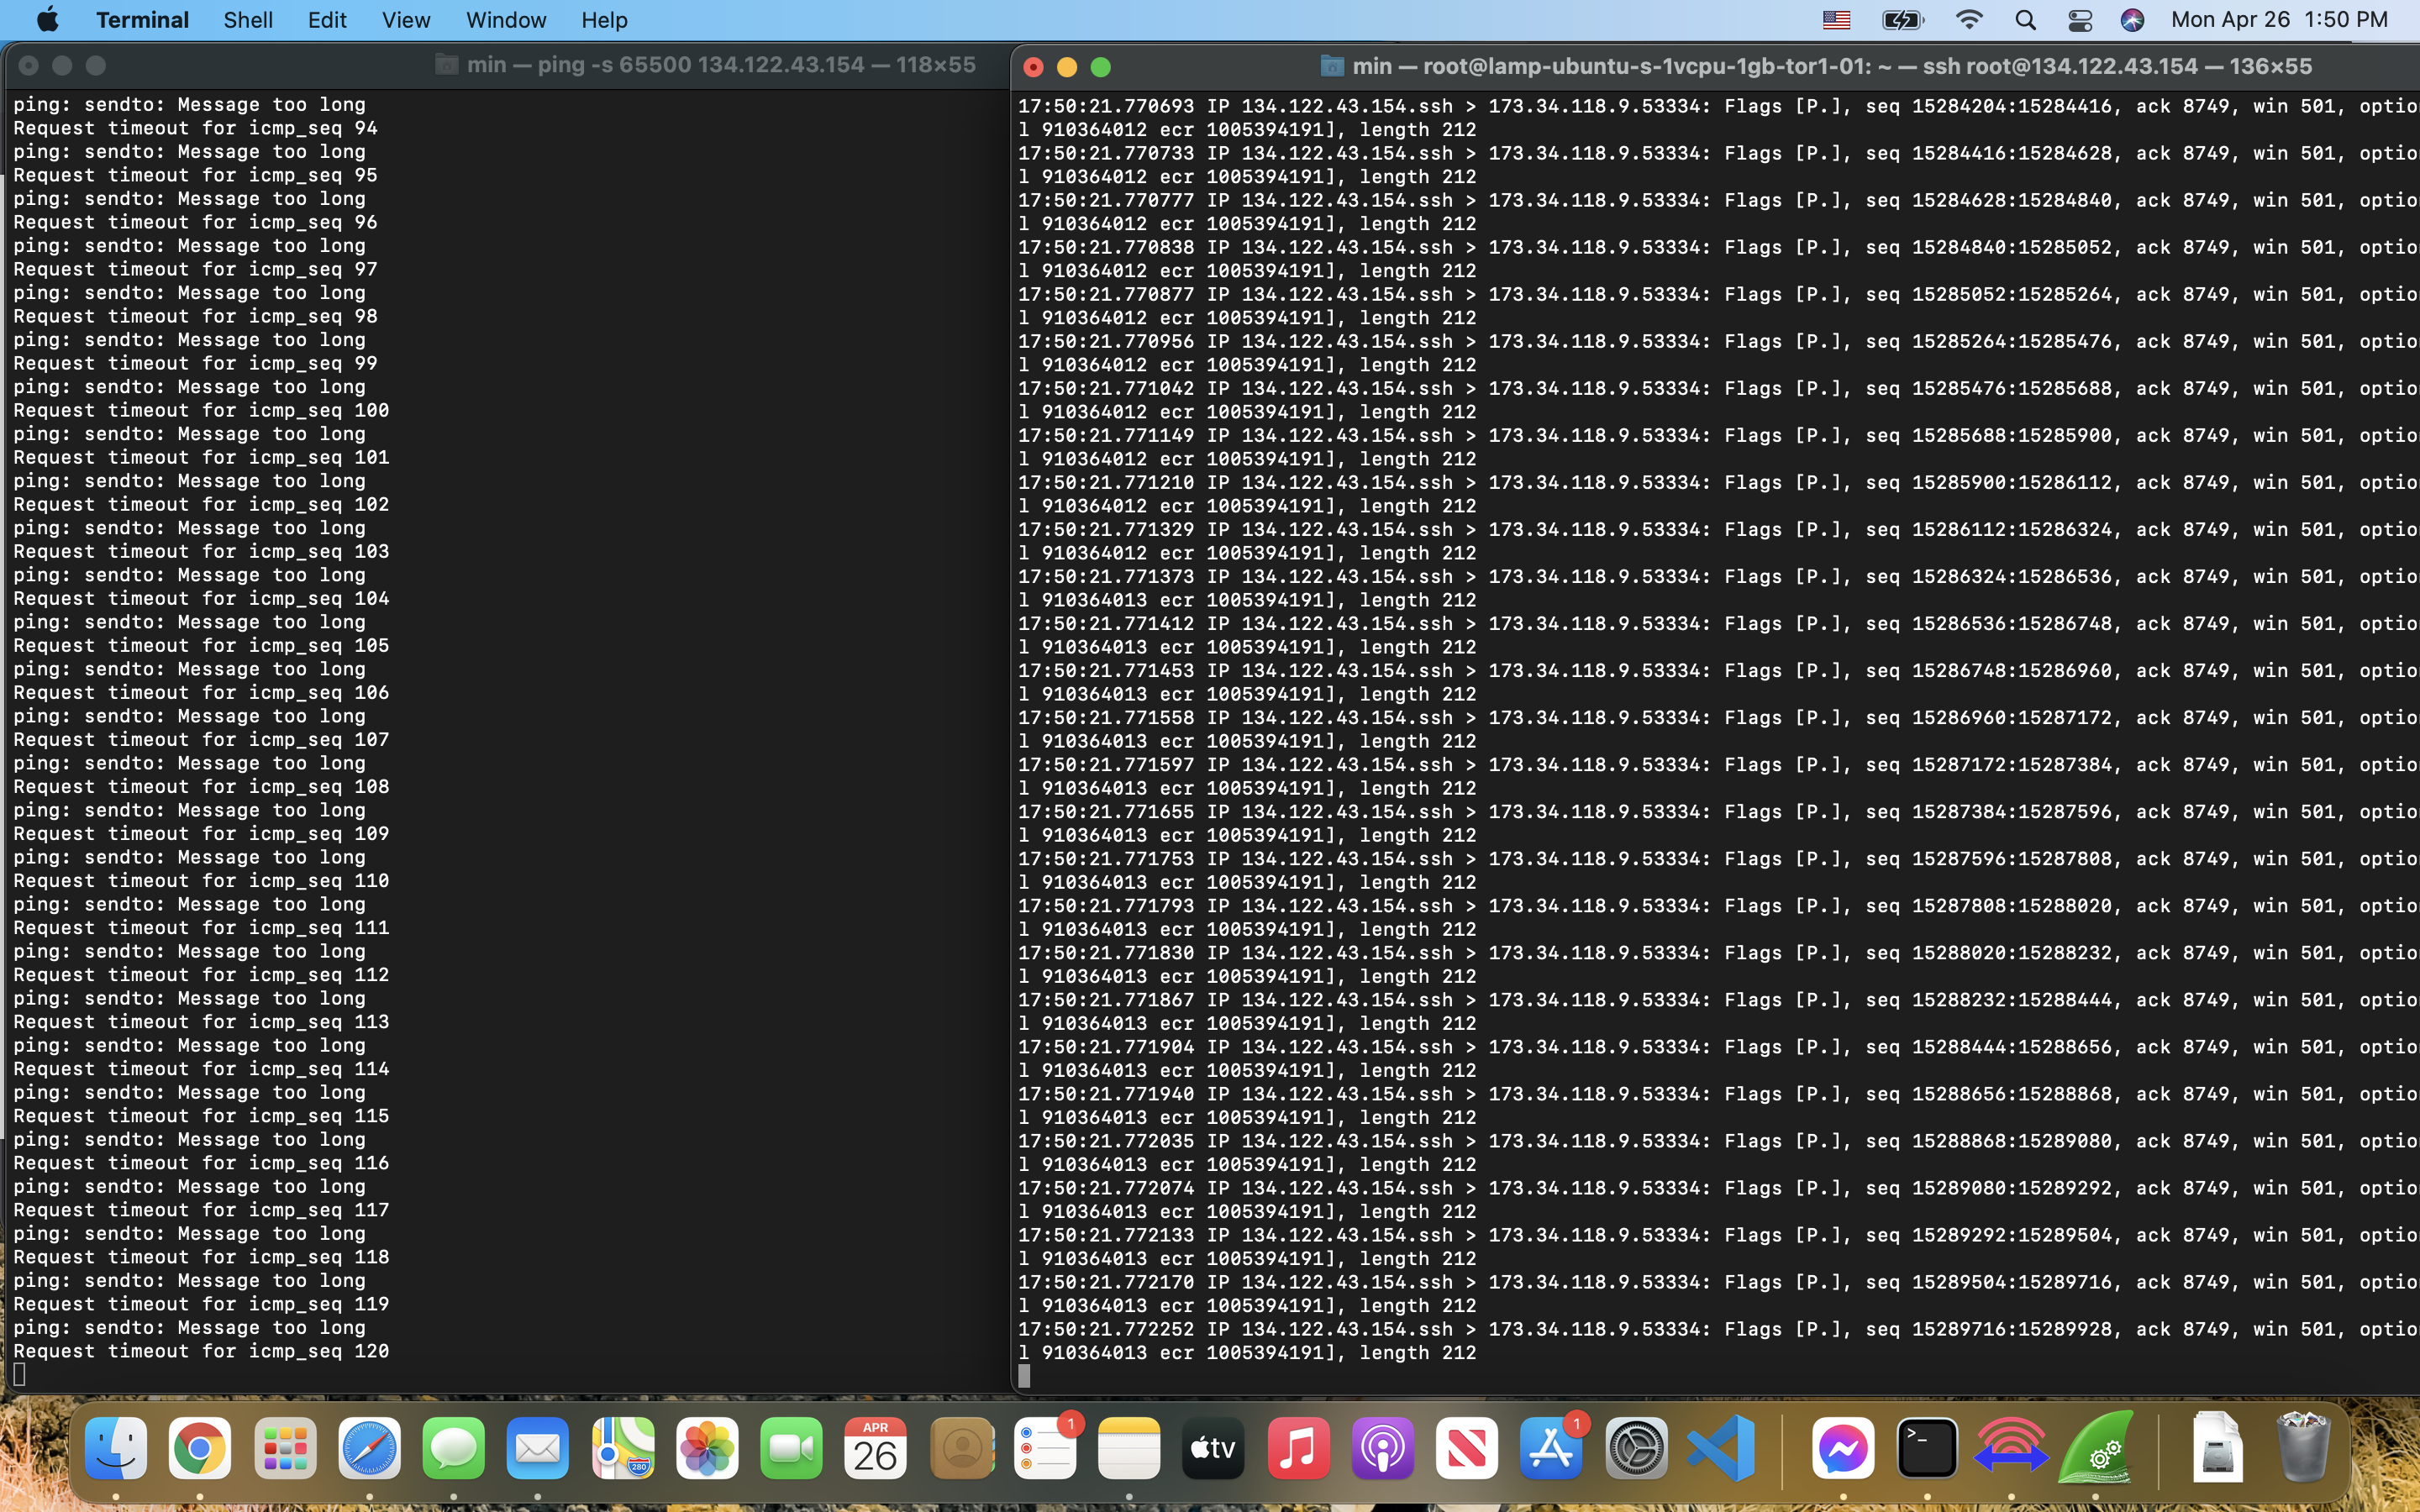 Terminal Shell Edit View Window Help Mon Apr 26 1:50 PM
min — ping -s 65500 134.122.43.154 — 118×55
ping: sendto: Message too long
Request timeout for icmp_seq 94
ping: sendto: Message too long
Request timeout for icmp_seq 95
ping: sendto: Message too long
Request timeout for icmp_seq 96
ping: sendto: Message too long
Request timeout for icmp_seq 97
ping: sendto: Message too long
Request timeout for icmp_seq 98
ping: sendto: Message too long
Request timeout for icmp_seq 99
ping: sendto: Message too long
Request timeout for icmp_seq 100
ping: sendto: Message too long
Request timeout for icmp_seq 101
ping: sendto: Message too long
Request timeout for icmp_seq 102
ping: sendto: Message too long
Request timeout for icmp_seq 103
ping: sendto: Message too long
Request timeout for icmp_seq 104
ping: sendto: Message too long
Request timeout for icmp_seq 105
ping: sendto: Message too long
Request timeout for icmp_seq 106
ping: sendto: Message too long
Request timeout for icmp_seq 107
ping: sendto: Message too long
Request timeout for icmp_seq 108
ping: sendto: Message too long
Request timeout for icmp_seq 109
ping: sendto: Message too long
Request timeout for icmp_seq 110
ping: sendto: Message too long
Request timeout for icmp_seq 111
ping: sendto: Message too long
Request timeout for icmp_seq 112
ping: sendto: Message too long
Request timeout for icmp_seq 113
ping: sendto: Message too long
Request timeout for icmp_seq 114
ping: sendto: Message too long
Request timeout for icmp_seq 115
ping: sendto: Message too long
Request timeout for icmp_seq 116
ping: sendto: Message too long
Request timeout for icmp_seq 117
ping: sendto: Message too long
Request timeout for icmp_seq 118
ping: sendto: Message too long
Request timeout for icmp_seq 119
ping: sendto: Message too long
Request timeout for icmp_seq 120
min — root@lamp-ubuntu-s-1vcpu-1gb-tor1-01: ~ — ssh root@134.122.43.154 — 136×55
17:50:21.770693 IP 134.122.43.154.ssh > 173.34.118.9.53334: Flags [P.], seq 15284204:15284416, ack 8749, win 501, optio
l 910364012 ecr 1005394191], length 212
17:50:21.770733 IP 134.122.43.154.ssh > 173.34.118.9.53334: Flags [P.], seq 15284416:15284628, ack 8749, win 501, optio
l 910364012 ecr 1005394191], length 212
17:50:21.770777 IP 134.122.43.154.ssh > 173.34.118.9.53334: Flags [P.], seq 15284628:15284840, ack 8749, win 501, optio
l 910364012 ecr 1005394191], length 212
17:50:21.770838 IP 134.122.43.154.ssh > 173.34.118.9.53334: Flags [P.], seq 15284840:15285052, ack 8749, win 501, optio
l 910364012 ecr 1005394191], length 212
17:50:21.770877 IP 134.122.43.154.ssh > 173.34.118.9.53334: Flags [P.], seq 15285052:15285264, ack 8749, win 501, optio
l 910364012 ecr 1005394191], length 212
17:50:21.770956 IP 134.122.43.154.ssh > 173.34.118.9.53334: Flags [P.], seq 15285264:15285476, ack 8749, win 501, optio
l 910364012 ecr 1005394191], length 212
17:50:21.771042 IP 134.122.43.154.ssh > 173.34.118.9.53334: Flags [P.], seq 15285476:15285688, ack 8749, win 501, optio
l 910364012 ecr 1005394191], length 212
17:50:21.771149 IP 134.122.43.154.ssh > 173.34.118.9.53334: Flags [P.], seq 15285688:15285900, ack 8749, win 501, optio
l 910364012 ecr 1005394191], length 212
17:50:21.771210 IP 134.122.43.154.ssh > 173.34.118.9.53334: Flags [P.], seq 15285900:15286112, ack 8749, win 501, optio
l 910364012 ecr 1005394191], length 212
17:50:21.771329 IP 134.122.43.154.ssh > 173.34.118.9.53334: Flags [P.], seq 15286112:15286324, ack 8749, win 501, optio
l 910364012 ecr 1005394191], length 212
17:50:21.771373 IP 134.122.43.154.ssh > 173.34.118.9.53334: Flags [P.], seq 15286324:15286536, ack 8749, win 501, optio
l 910364013 ecr 1005394191], length 212
17:50:21.771412 IP 134.122.43.154.ssh > 173.34.118.9.53334: Flags [P.], seq 15286536:15286748, ack 8749, win 501, optio
l 910364013 ecr 1005394191], length 212
17:50:21.771453 IP 134.122.43.154.ssh > 173.34.118.9.53334: Flags [P.], seq 15286748:15286960, ack 8749, win 501, optio
l 910364013 ecr 1005394191], length 212
17:50:21.771558 IP 134.122.43.154.ssh > 173.34.118.9.53334: Flags [P.], seq 15286960:15287172, ack 8749, win 501, optio
l 910364013 ecr 1005394191], length 212
17:50:21.771597 IP 134.122.43.154.ssh > 173.34.118.9.53334: Flags [P.], seq 15287172:15287384, ack 8749, win 501, optio
l 910364013 ecr 1005394191], length 212
17:50:21.771655 IP 134.122.43.154.ssh > 173.34.118.9.53334: Flags [P.], seq 15287384:15287596, ack 8749, win 501, optio
l 910364013 ecr 1005394191], length 212
17:50:21.771753 IP 134.122.43.154.ssh > 173.34.118.9.53334: Flags [P.], seq 15287596:15287808, ack 8749, win 501, optio
l 910364013 ecr 1005394191], length 212
17:50:21.771793 IP 134.122.43.154.ssh > 173.34.118.9.53334: Flags [P.], seq 15287808:15288020, ack 8749, win 501, optio
l 910364013 ecr 1005394191], length 212
17:50:21.771830 IP 134.122.43.154.ssh > 173.34.118.9.53334: Flags [P.], seq 15288020:15288232, ack 8749, win 501, optio
l 910364013 ecr 1005394191], length 212
17:50:21.771867 IP 134.122.43.154.ssh > 173.34.118.9.53334: Flags [P.], seq 15288232:15288444, ack 8749, win 501, optio
l 910364013 ecr 1005394191], length 212
17:50:21.771904 IP 134.122.43.154.ssh > 173.34.118.9.53334: Flags [P.], seq 15288444:15288656, ack 8749, win 501, optio
l 910364013 ecr 1005394191], length 212
17:50:21.771940 IP 134.122.43.154.ssh > 173.34.118.9.53334: Flags [P.], seq 15288656:15288868, ack 8749, win 501, optio
l 910364013 ecr 1005394191], length 212
17:50:21.772035 IP 134.122.43.154.ssh > 173.34.118.9.53334: Flags [P.], seq 15288868:15289080, ack 8749, win 501, optio
l 910364013 ecr 1005394191], length 212
17:50:21.772074 IP 134.122.43.154.ssh > 173.34.118.9.53334: Flags [P.], seq 15289080:15289292, ack 8749, win 501, optio
l 910364013 ecr 1005394191], length 212
17:50:21.772133 IP 134.122.43.154.ssh > 173.34.118.9.53334: Flags [P.], seq 15289292:15289504, ack 8749, win 501, optio
l 910364013 ecr 1005394191], length 212
17:50:21.772170 IP 134.122.43.154.ssh > 173.34.118.9.53334: Flags [P.], seq 15289504:15289716, ack 8749, win 501, optio
l 910364013 ecr 1005394191], length 212
17:50:21.772252 IP 134.122.43.154.ssh > 173.34.118.9.53334: Flags [P.], seq 15289716:15289928, ack 8749, win 501, optio
l 910364013 ecr 1005394191], length 212
280
APR
26
1
tv
1
>_